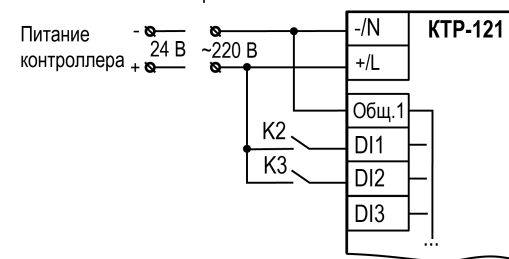 Питание контроллера
- 24 В +
~220 В
-/N
КТР-121
+/L
Общ.1
K2
DI1
K3
DI2
DI3
...